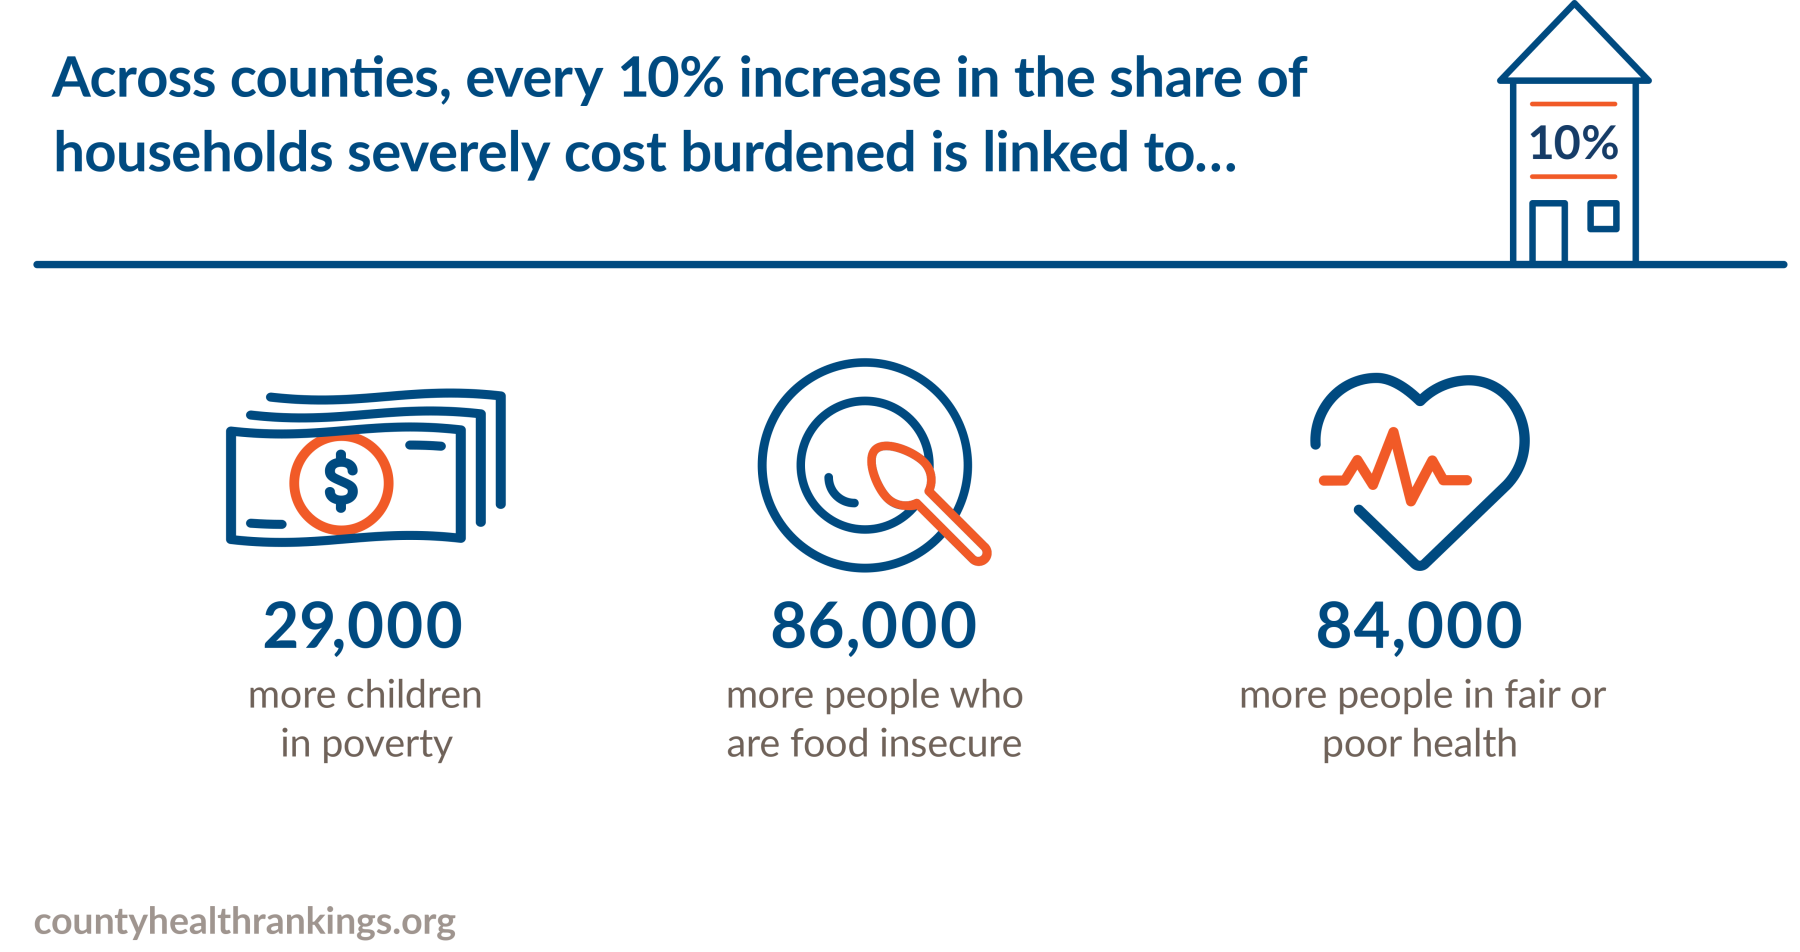 Across counties, every 10% increase in the share of
households severely cost burdened is linked to...
10%
$
29,000
more children
in poverty
86,000
more people who
are food insecure
84,000
more people in fair or
poor health
countyhealthrankings.org